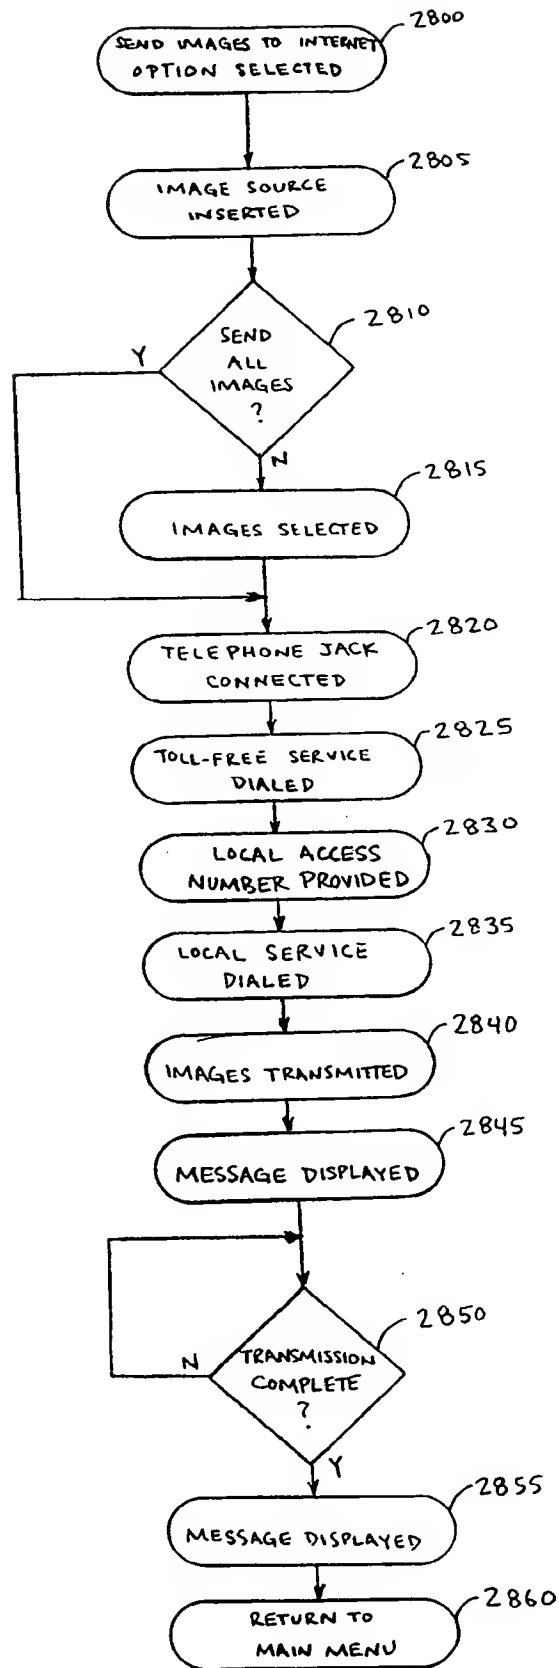 2800
SEND IMAGES TO INTERNET
OPTION SELECTED
2805
IMAGE SOURCE
INSERTED
2810
SEND
ALL
IMAGES
?
Y
N
2815
IMAGES SELECTED
2820
TELEPHONE JACK
CONNECTED
2825
TOLL-FREE SERVICE
DIALED
2830
LOCAL ACCESS
NUMBER PROVIDED
2835
LOCAL SERVICE
DIALED
2840
IMAGES TRANSMITTED
2845
MESSAGE DISPLAYED
2850
TRANSMISSION
COMPLETE
?
N
Y
2855
MESSAGE DISPLAYED
2860
RETURN TO
MAIN MENU